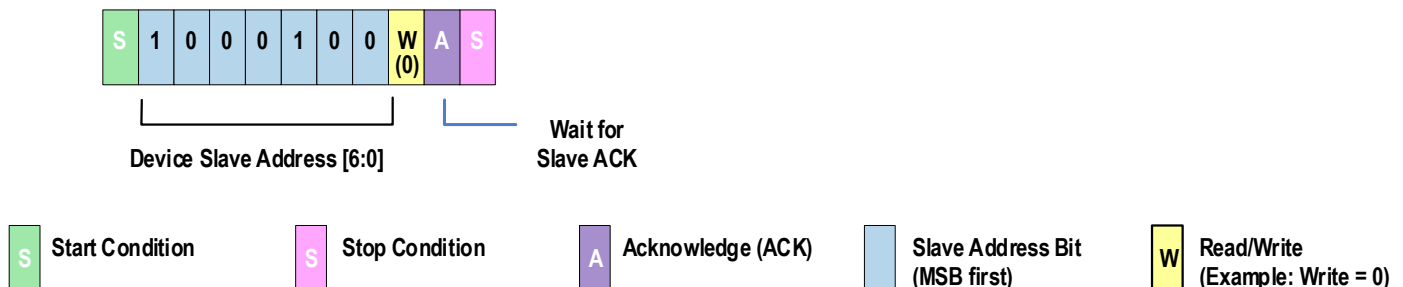 S 1 0 0 0 1 0 0 W A S
(0)
Wait for
Slave ACK
Device Slave Address [6:0]
S Start Condition
S Stop Condition
A Acknowledge (ACK)
Slave Address Bit
(MSB first)
W Read/Write
(Example: Write = 0)